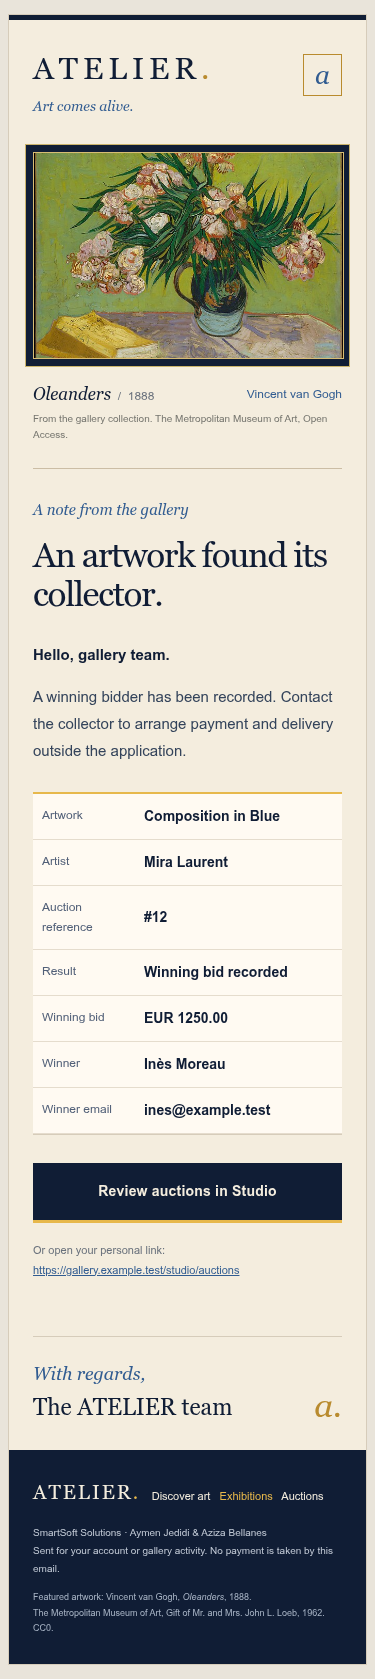 ATELIER.
a
Art comes alive.
Oleanders / 1888 Vincent van Gogh
From the gallery collection. The Metropolitan Museum of Art, Open
Access.
A note from the gallery
An artwork found its
collector.
Hello, gallery team.
A winning bidder has been recorded. Contact
the collector to arrange payment and delivery
outside the application.
Artwork Composition in Blue
Artist Mira Laurent
Auction
reference #12
Result Winning bid recorded
Winning bid EUR 1250.00
Winner Inès Moreau
Winner email ines@example.test
Review auctions in Studio
Or open your personal link:
https://gallery.example.test/studio/auctions
With regards,
The ATELIER team a.
ATELIER. Discover art Exhibitions Auctions
SmartSoft Solutions · Aymen Jedidi & Aziza Bellanes
Sent for your account or gallery activity. No payment is taken by this
email.
Featured artwork: Vincent van Gogh, Oleanders, 1888.
The Metropolitan Museum of Art, Gift of Mr. and Mrs. John L. Loeb, 1962.
CC0.